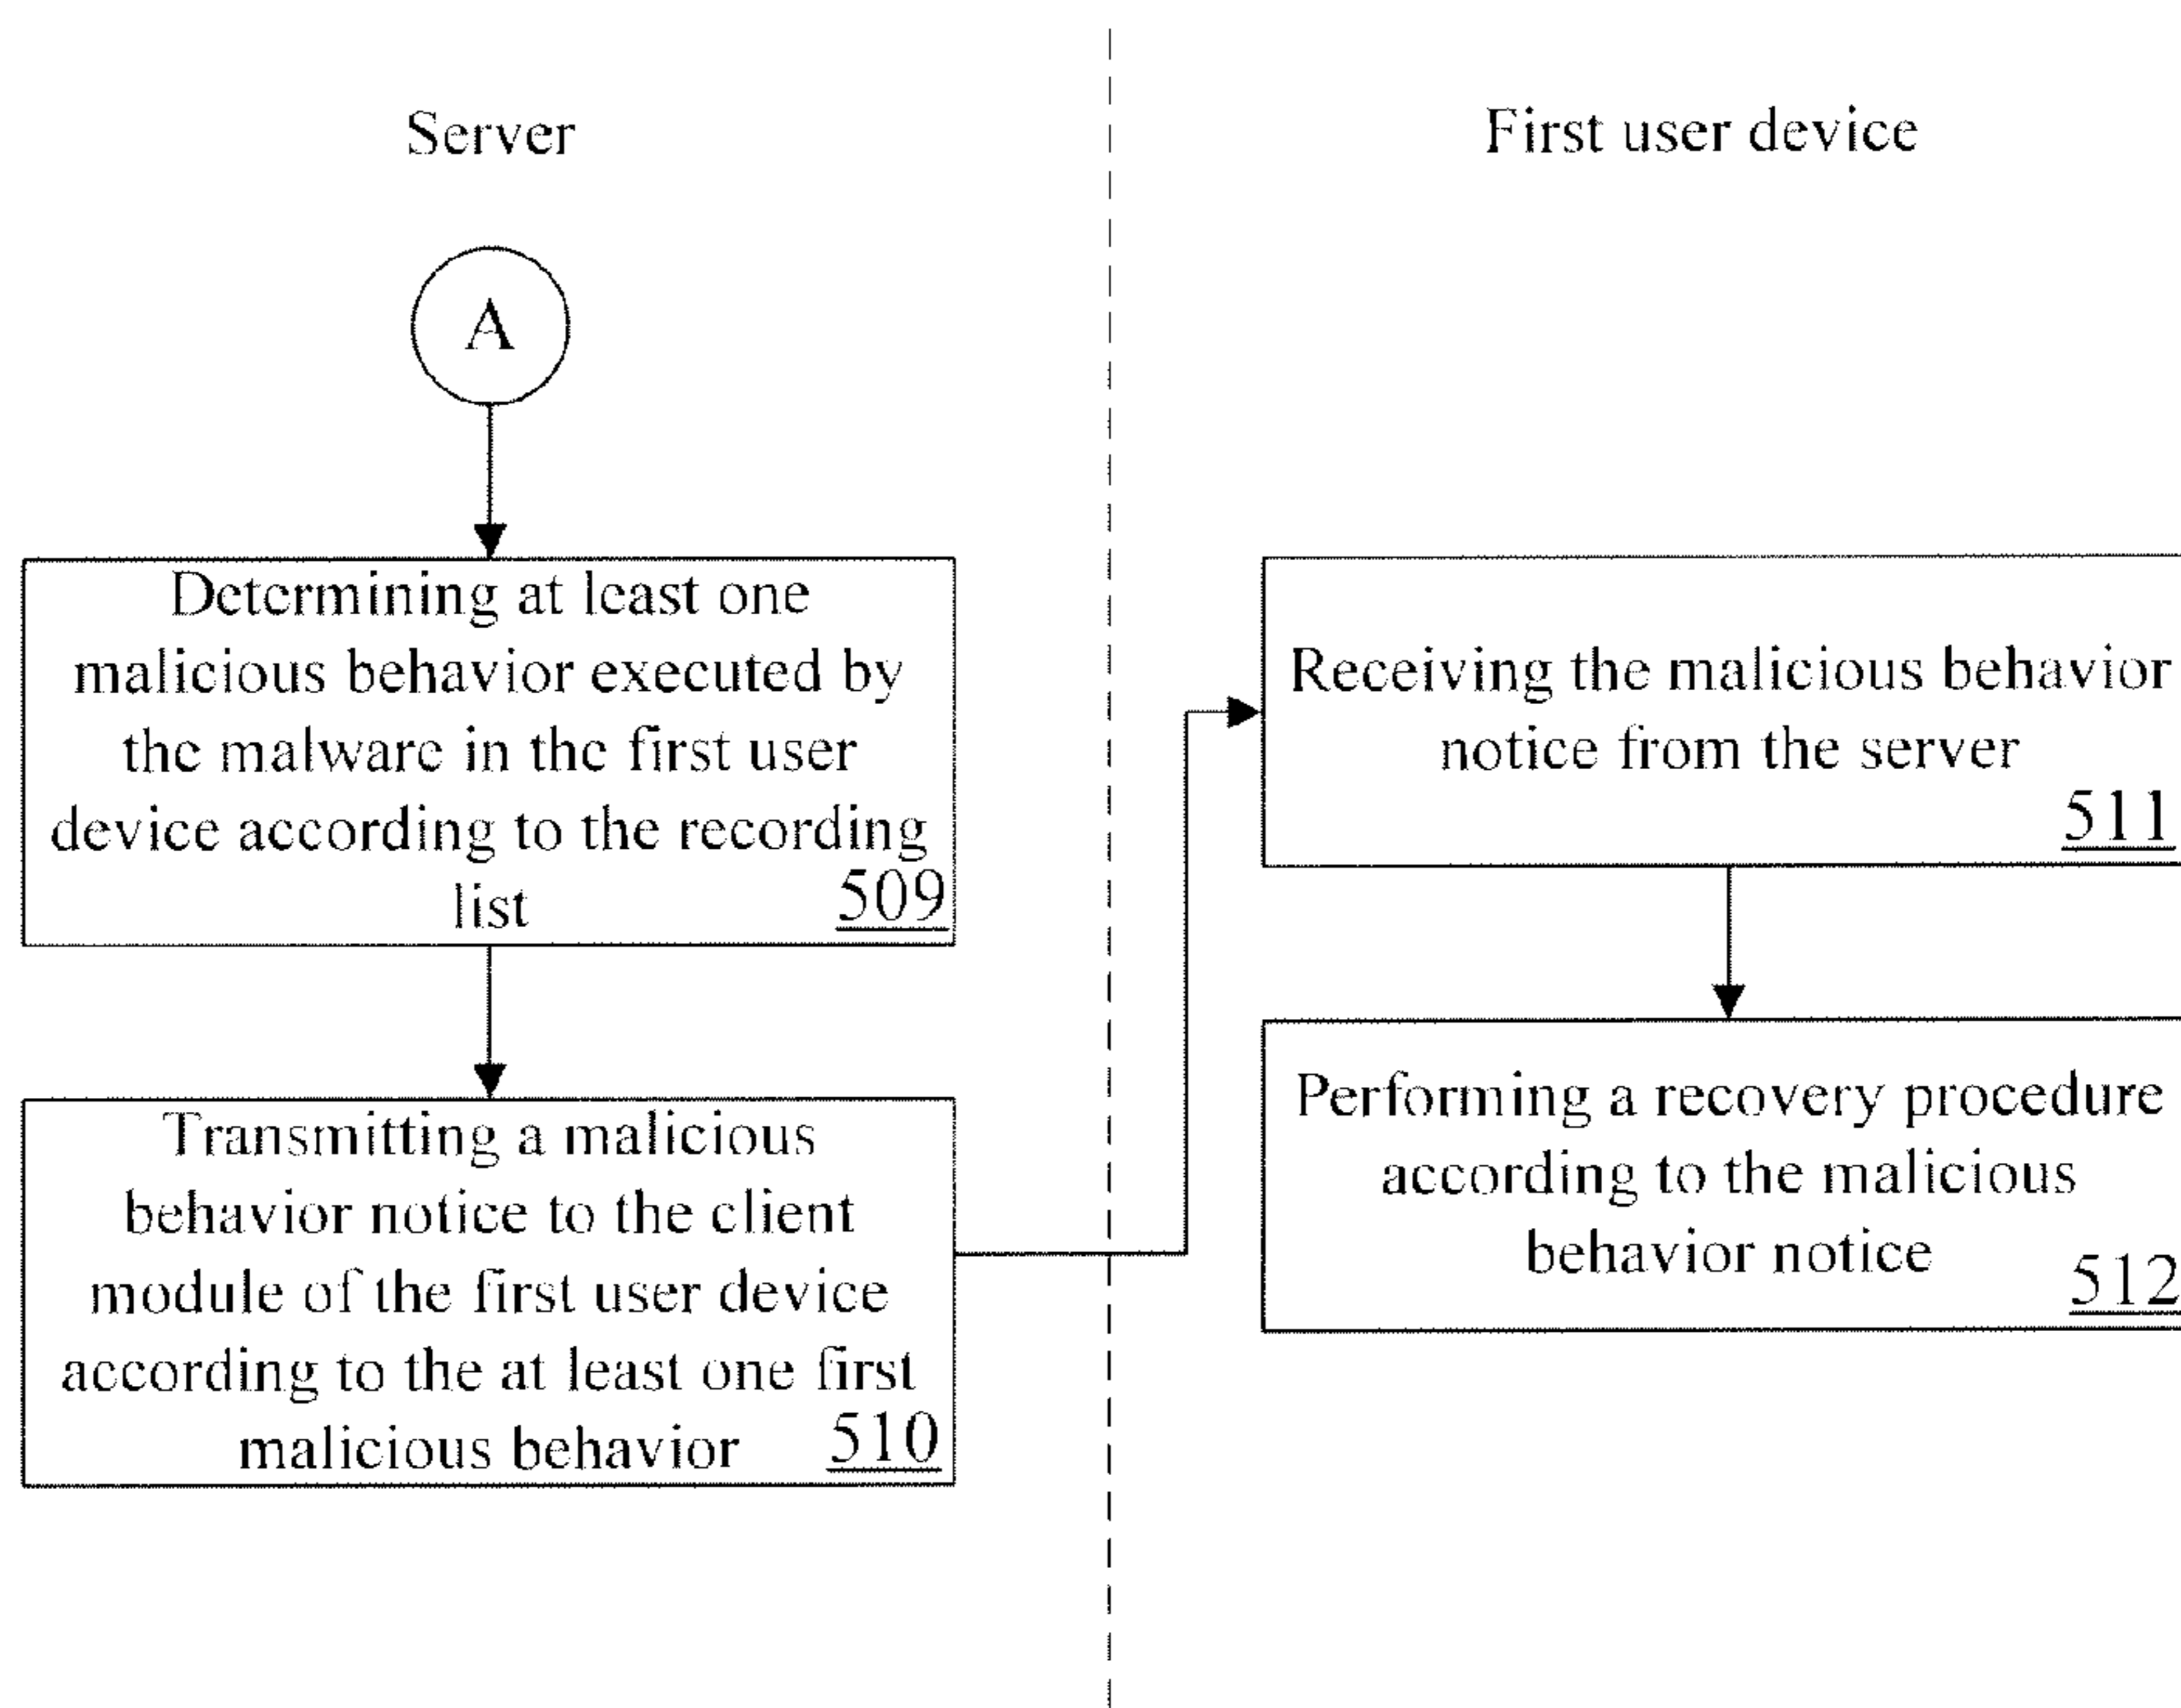 Server
First user device
A
Determining at least one
malicious behavior executed by
the malware in the first user
device according to the recording
list
509
Transmitting a malicious
behavior notice to the client
module of the first user device
according to the at least one first
malicious behavior
510
Receiving the malicious behavior
notice from the server
511
Performing a recovery procedure
according to the malicious
behavior notice
512